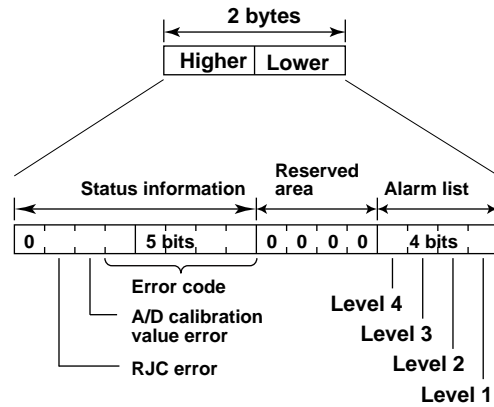 2 bytes
Higher Lower
Status information
Reserved area
Alarm list
0 5 bits 0 0 0 0 4 bits
Error code
A/D calibration
value error
RJC error
Level 4
Level 3
Level 2
Level 1